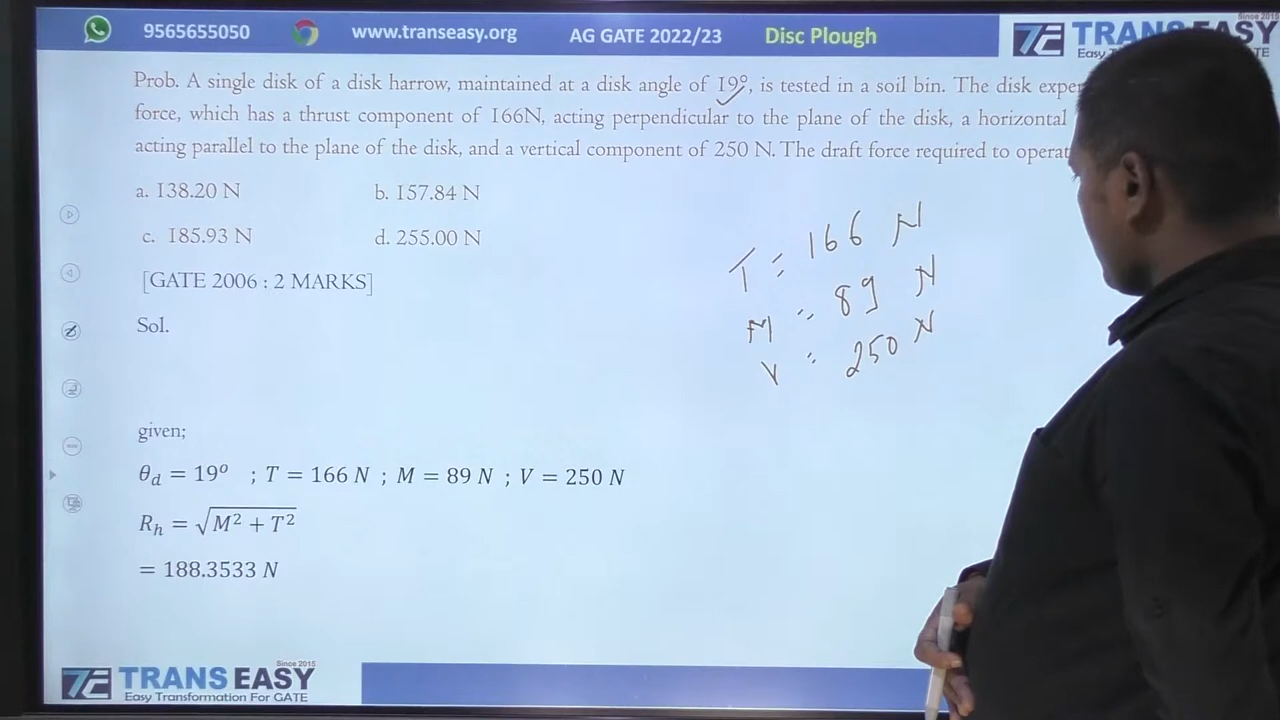 9565655050 www.transeasy.org AG GATE 2022/23 Disc Plough
Since 2015
TRANS EASY
Easy
Prob. A single disk of a disk harrow, maintained at a disk angle of 19°, is tested in a soil bin. The disk
force, which has a thrust component of 166N, acting perpendicular to the plane of the disk, a horizontal
acting parallel to the plane of the disk, and a vertical component of 250 N. The draft force required to
a. 138.20 N b. 157.84 N
c. 185.93 N d. 255.00 N
[GATE 2006 : 2 MARKS]
Sol.
T = 166 N
M = 89 N
V = 250 N
given;
θd = 19° ; T = 166 N ; M = 89 N ; V = 250 N
Rh = √M² + T²
= 188.3533 N
Since 2015
TRANS EASY
Easy Transformation For GATE